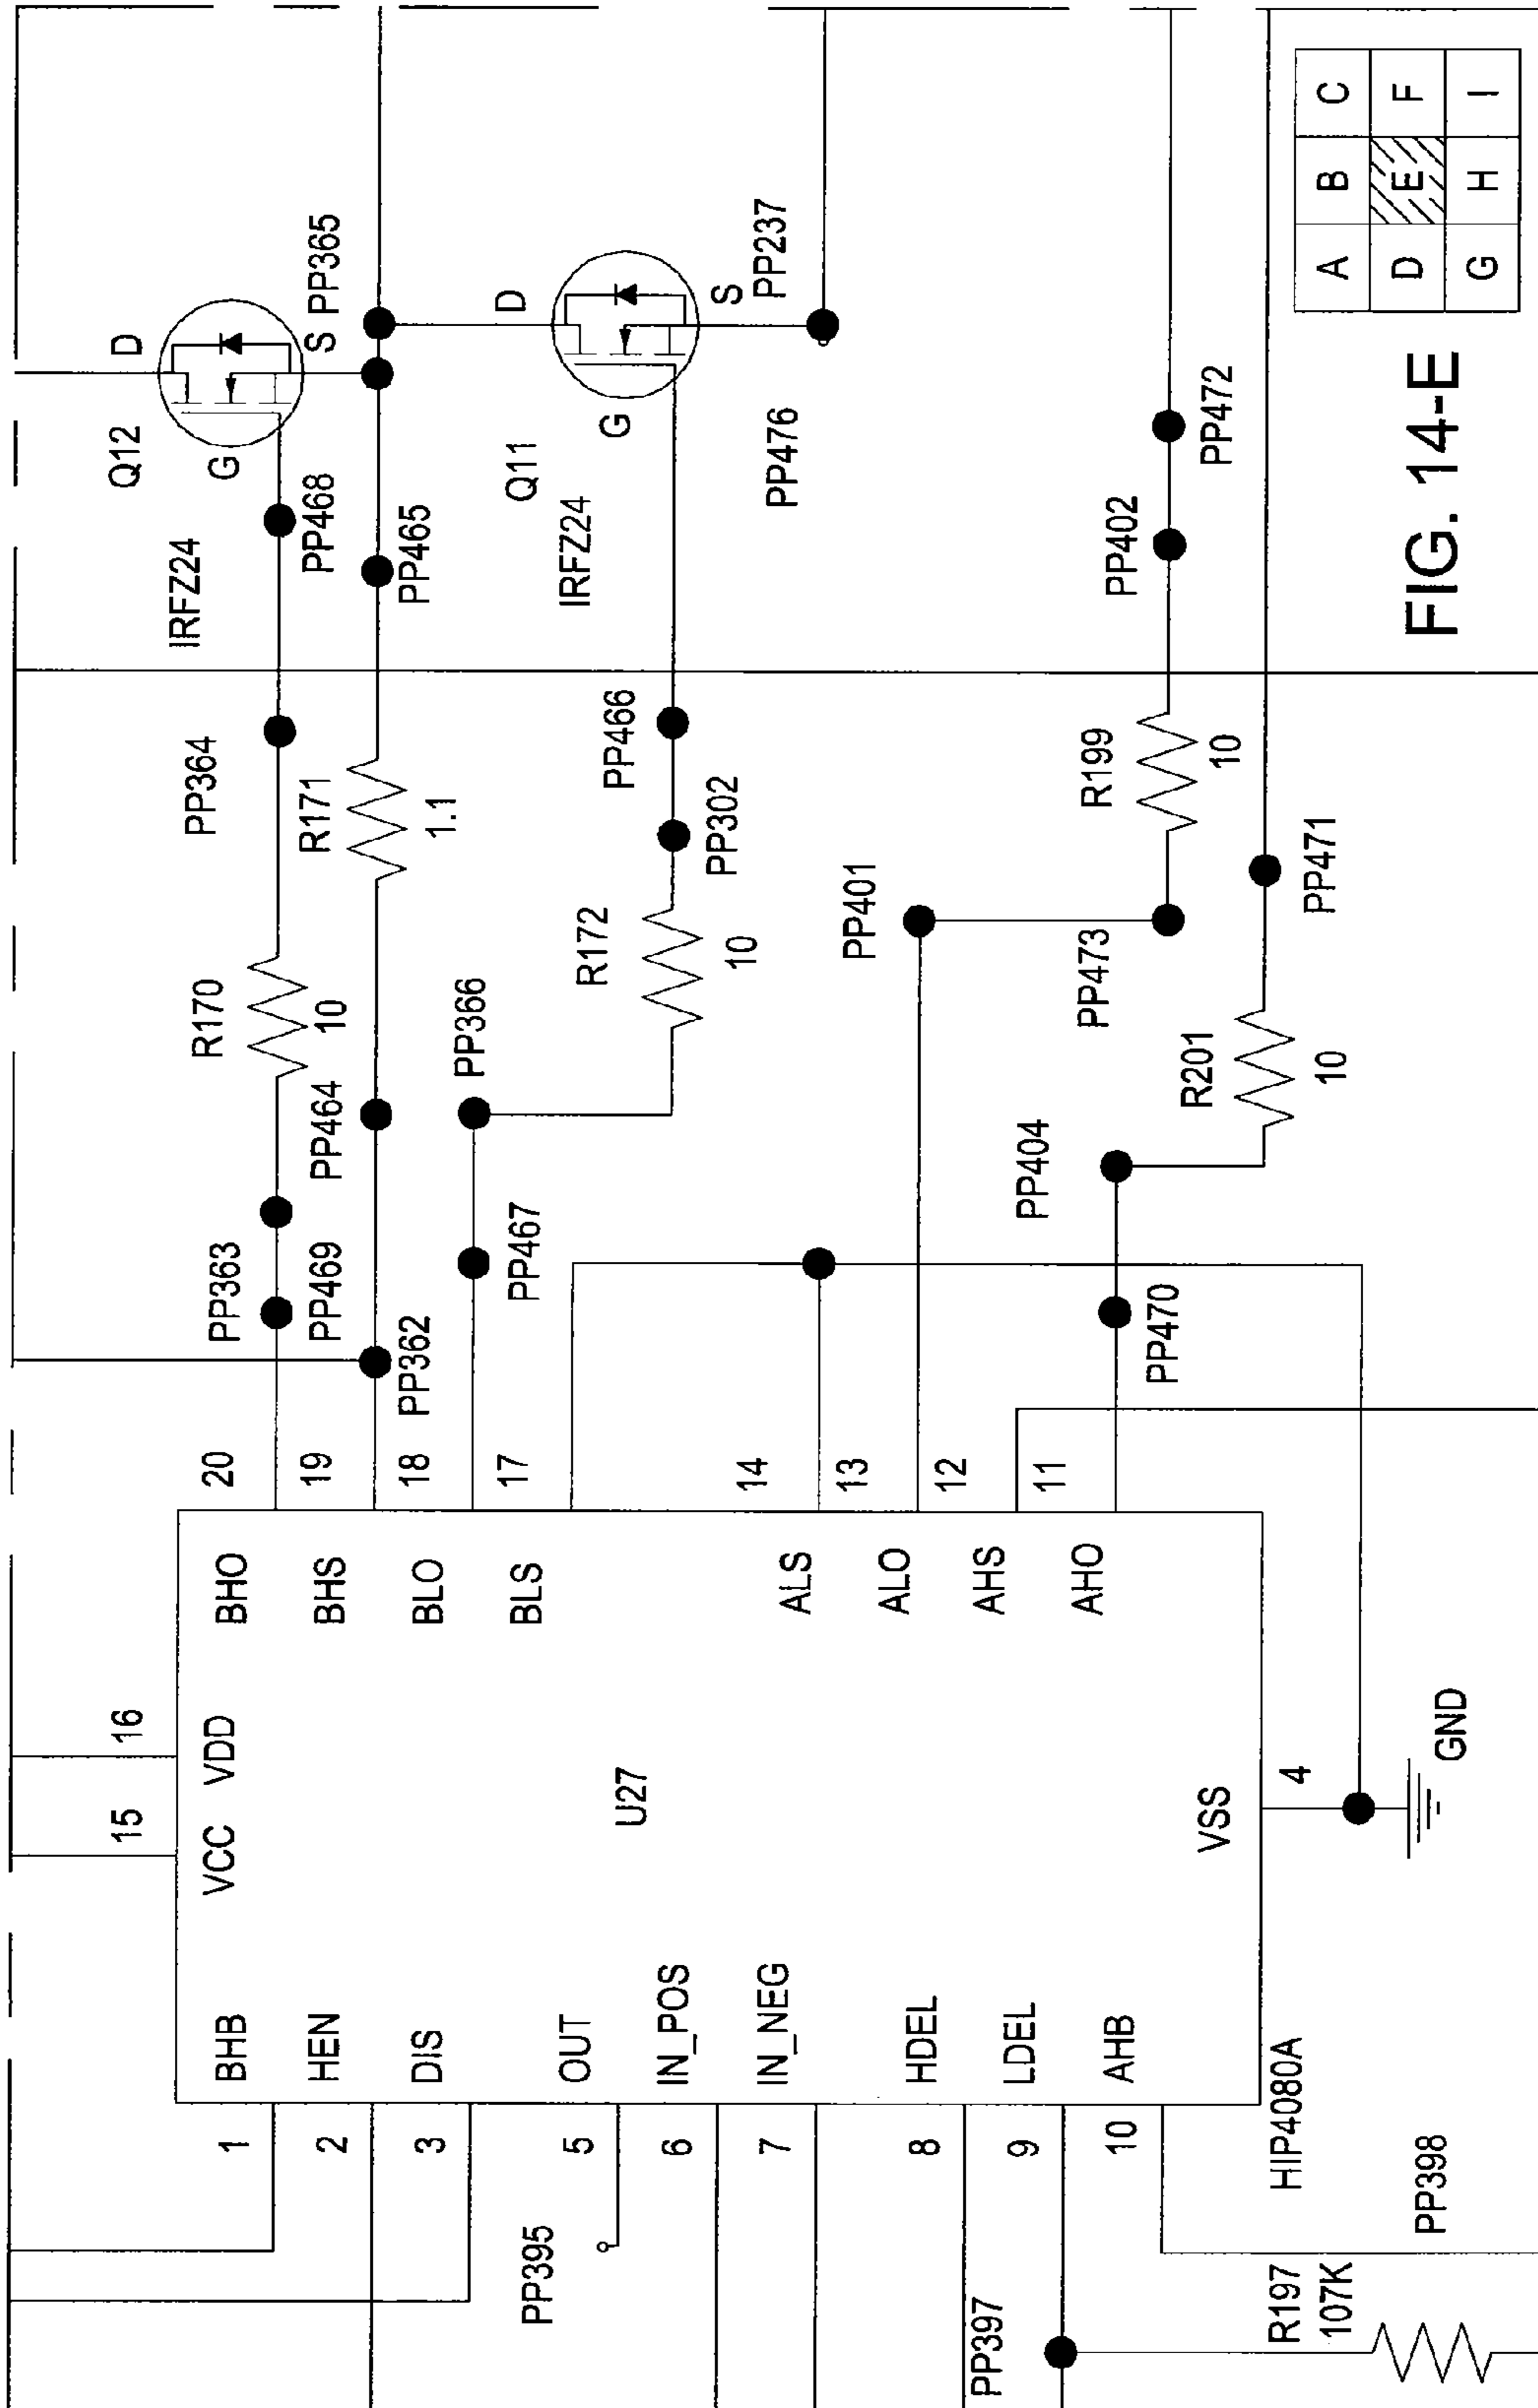 15
16
VCC
VDD
1
BHB
BHO
20
2
HEN
BHS
19
3
DIS
BLO
18
BLS
17
PP395
5
OUT
6
IN_POS
U27
7
IN_NEG
ALS
14
8
HDEL
ALO
13
PP397
9
LDEL
AHS
12
10
AHB
AHO
11
VSS
4
HIP4080A
GND
R197
107K
PP398
PP363
PP469
R170
10
PP364
PP468
IRFZ24
Q12
D
G
S
PP362
PP464
R171
1.1
PP465
PP365
PP467
PP366
R172
10
PP302
PP466
IRFZ24
Q11
D
G
S
PP476
PP237
PP401
PP473
R199
10
PP402
PP472
PP470
PP404
R201
10
PP471
FIG. 14-E
A B C
D E F
G H I